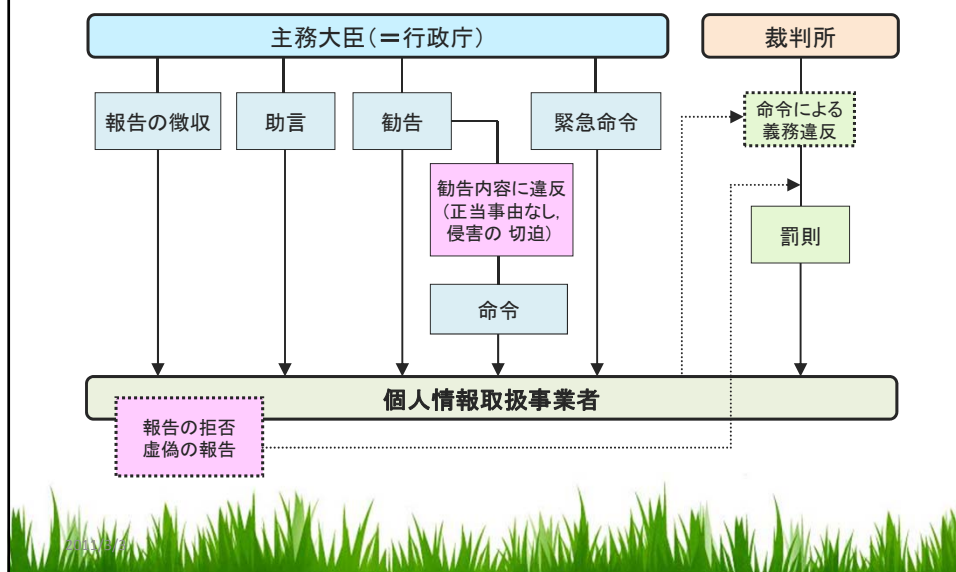 主務大臣(＝行政庁)
裁判所
報告の徴収
助言
勧告
緊急命令
命令による
義務違反
勧告内容に違反
(正当事由なし,
侵害の 切迫)
罰則
命令
個人情報取扱事業者
報告の拒否
虚偽の報告